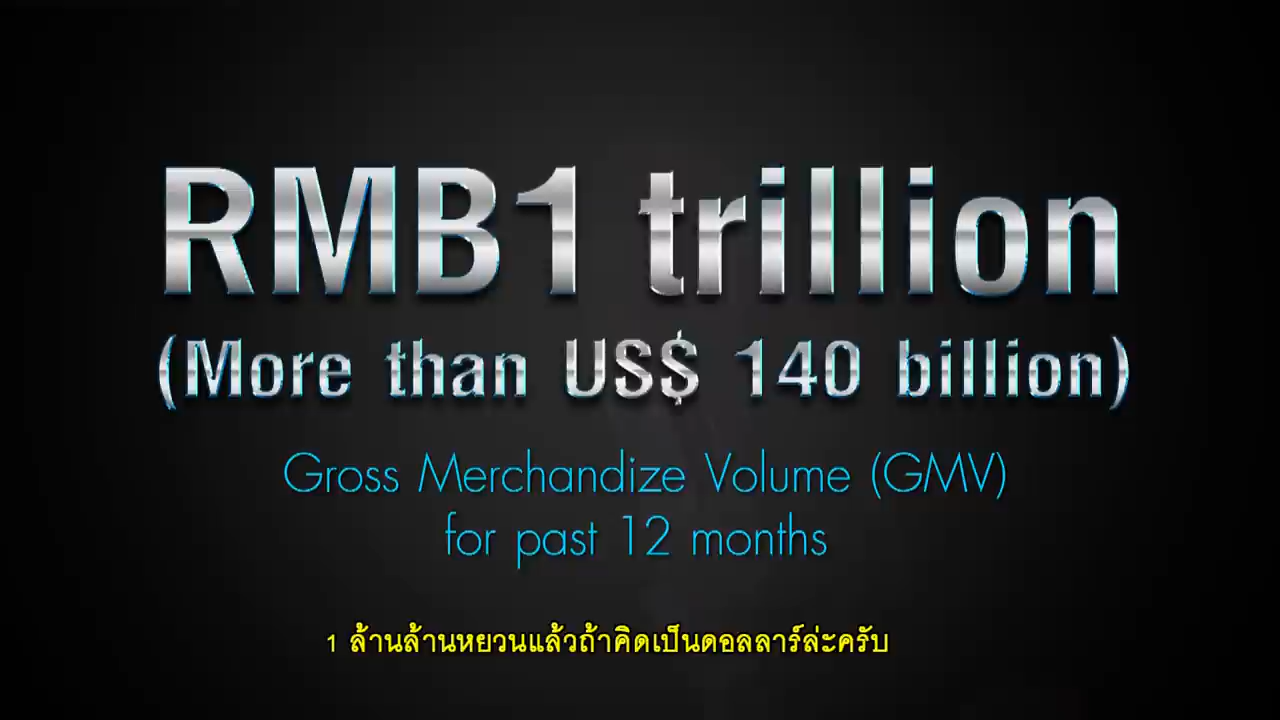 RMB1 trillion
(More than US$ 140 billion)
Gross Merchandize Volume (GMV)
for past 12 months
1 ล้านล้านหยวนแล้วถ้าคิดเป็นดอลลาร์ล่ะครับ